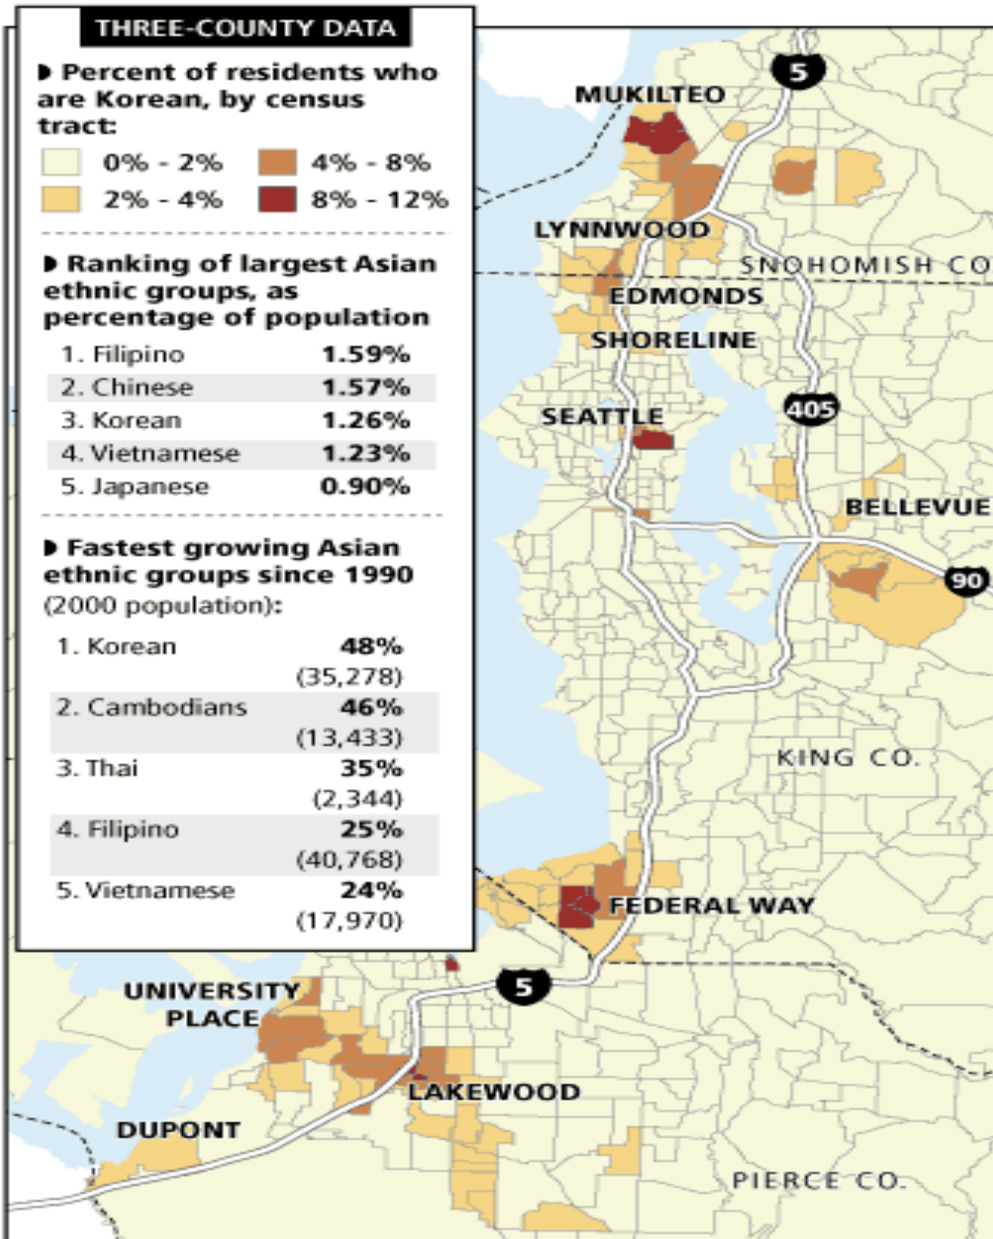 THREE-COUNTY DATA
Percent of residents who
are Korean, by census
tract:
0% - 2%
4% - 8%
2% - 4%
8% - 12%
Ranking of largest Asian
ethnic groups, as
percentage of population
1. Filipino 1.59%
2. Chinese 1.57%
3. Korean 1.26%
4. Vietnamese 1.23%
5. Japanese 0.90%
Fastest growing Asian
ethnic groups since 1990
(2000 population):
1. Korean 48%
(35,278)
2. Cambodians 46%
(13,433)
3. Thai 35%
(2,344)
4. Filipino 25%
(40,768)
5. Vietnamese 24%
(17,970)
5
MUKILTEO
LYNNWOOD
SNOHOMISH CO
EDMONDS
SHORELINE
405
SEATTLE
BELLEVUE
90
KING CO.
FEDERAL WAY
5
UNIVERSITY
PLACE
LAKEWOOD
DUPONT
PIERCE CO.